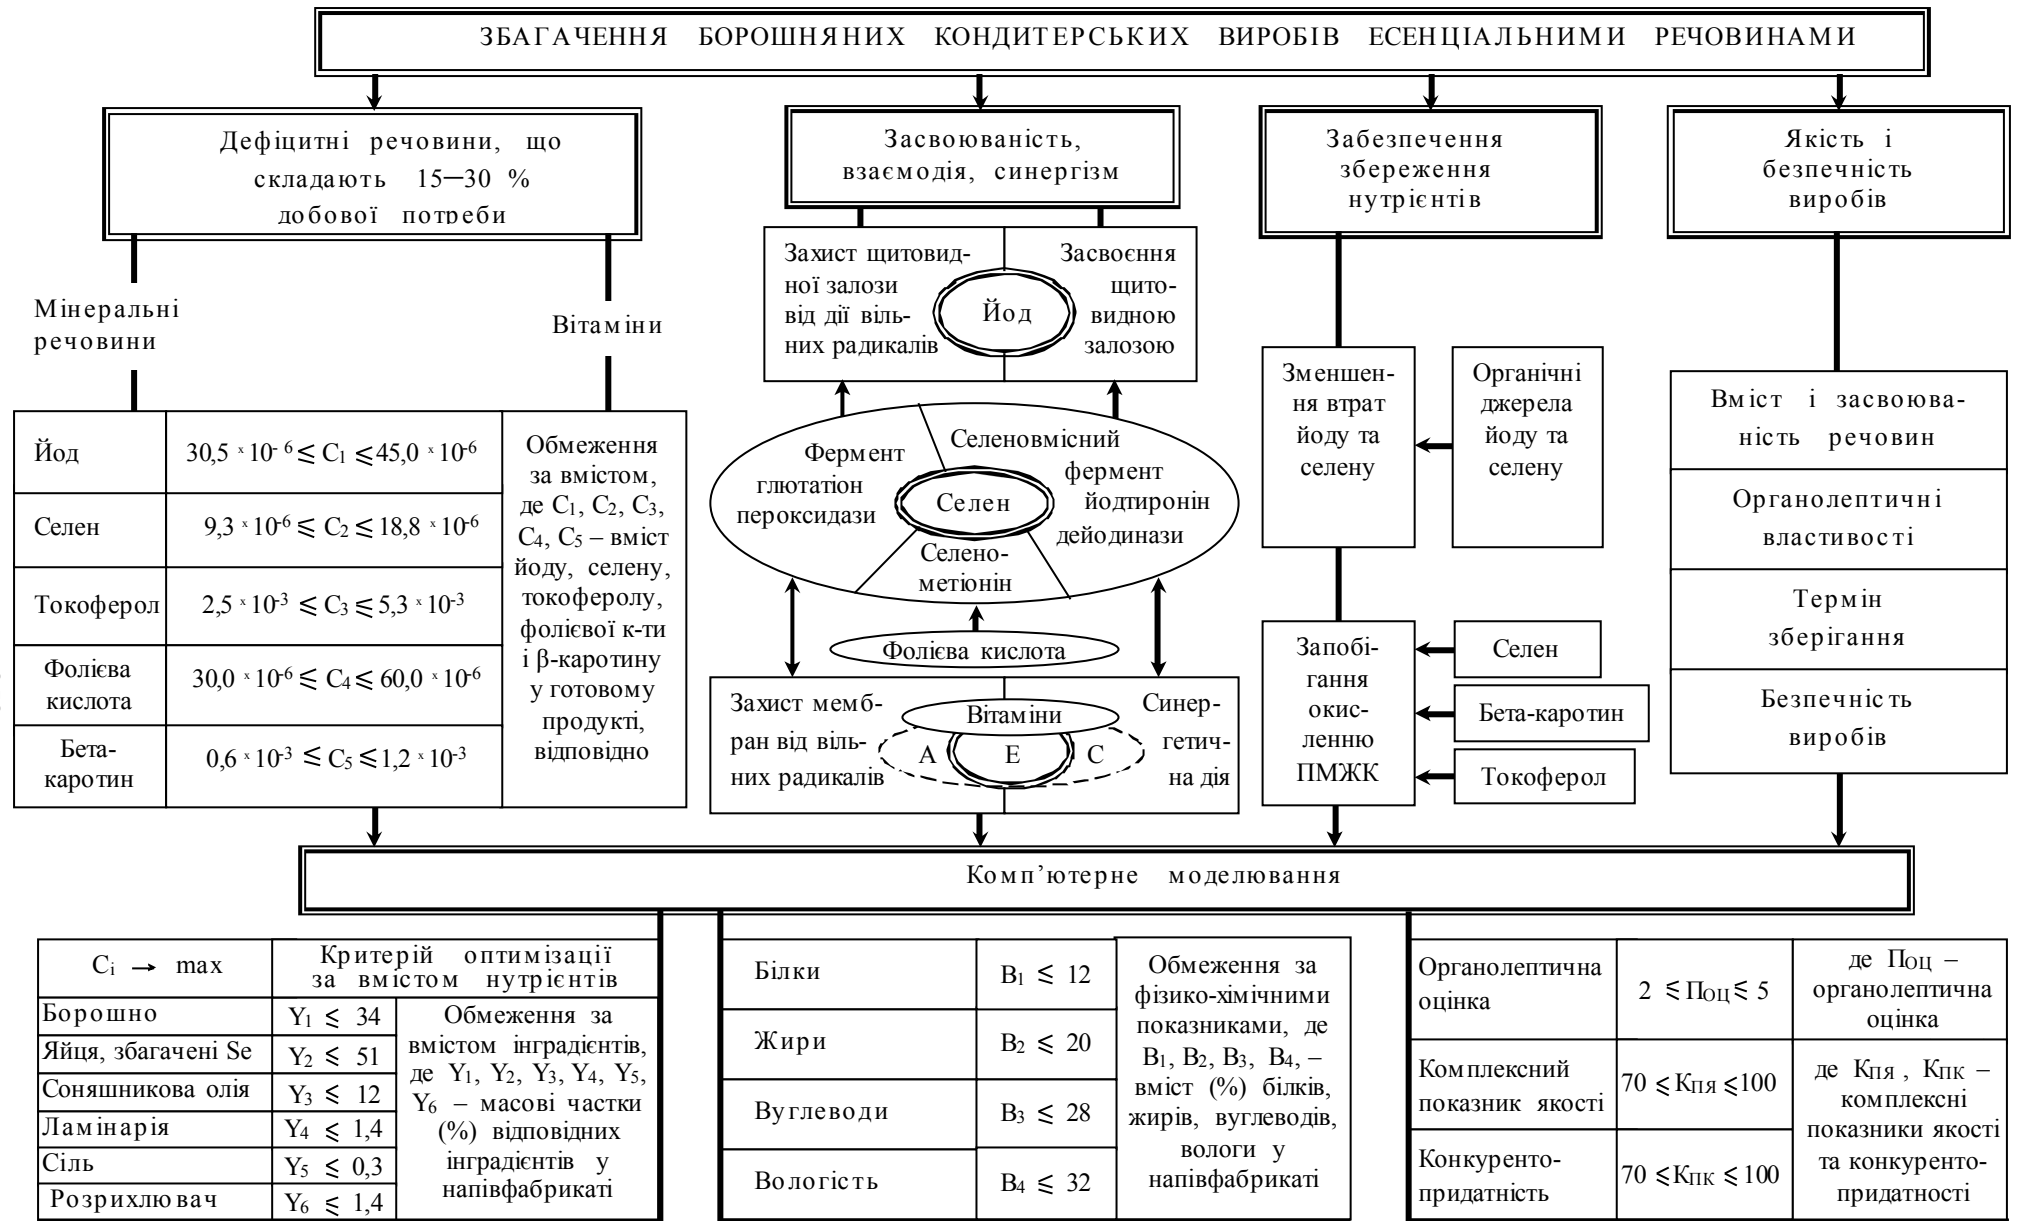 ЗБАГАЧЕННЯ БОРОШНЯНИХ КОНДИТЕРСЬКИХ ВИРОБІВ ЕСЕНЦІАЛЬНИМИ РЕЧОВИНАМИ
Дефіцитні речовини, що
складають 15–30 %
добової потреби
Засвоюваність,
взаємодія, синергізм
Забезпечення
збереження
нутрієнтів
Якість і
безпечність
виробів
Мінеральні
речовини
Вітаміни
Йод
30,5 × 10⁻⁶ ⩽ C₁ ⩽ 45,0 × 10⁻⁶
Селен
9,3 × 10⁻⁶ ⩽ C₂ ⩽ 18,8 × 10⁻⁶
Токоферол
2,5 × 10⁻³ ⩽ C₃ ⩽ 5,3 × 10⁻³
Фолієва
кислота
30,0 × 10⁻⁶ ⩽ C₄ ⩽ 60,0 × 10⁻⁶
Бета-
каротин
0,6 × 10⁻³ ⩽ C₅ ⩽ 1,2 × 10⁻³
Обмеження
за вмістом,
де C₁, C₂, C₃,
C₄, C₅ – вміст
йоду, селену,
токоферолу,
фолієвої к-ти
і β-каротину
у готовому
продукті,
відповідно
Захист щитовид-
ної залози
від дії віль-
них радикалів
Йод
Засвоєння
щито-
видною
залозою
Фермент
глютатіон
пероксидази
Селеновмісний
фермент
йодтиронін
дейодинази
Селен
Селено-
метіонін
Фолієва кислота
Захист мемб-
ран від віль-
них радикалів
Вітаміни
А Е С
Синер-
гетич-
на дія
Зменшен-
ня втрат
йоду та
селену
Органічні
джерела
йоду та
селену
Запобі-
гання
окис-
ленню
ПМЖК
Селен
Бета-каротин
Токоферол
Вміст і засвоюва-
ність речовин
Органолептичні
властивості
Термін
зберігання
Безпечність
виробів
Комп’ютерне моделювання
Cᵢ → max
Критерій оптимізації
за вмістом нутрієнтів
Борошно
Y₁ ⩽ 34
Яйця, збагачені Se
Y₂ ⩽ 51
Соняшникова олія
Y₃ ⩽ 12
Ламінарія
Y₄ ⩽ 1,4
Сіль
Y₅ ⩽ 0,3
Розрихлювач
Y₆ ⩽ 1,4
Обмеження за
вмістом інградієнтів,
де Y₁, Y₂, Y₃, Y₄, Y₅,
Y₆ – масові частки
(%) відповідних
інградієнтів у
напівфабрикаті
Білки
B₁ ⩽ 12
Жири
B₂ ⩽ 20
Вуглеводи
B₃ ⩽ 28
Вологість
B₄ ⩽ 32
Обмеження за
фізико-хімічними
показниками, де
B₁, B₂, B₃, B₄, –
вміст (%) білків,
жирів, вуглеводів,
вологи у
напівфабрикаті
Органолептична
оцінка
2 ⩽ ПОЦ ⩽ 5
де ПОЦ –
органолептична
оцінка
Комплексний
показник якості
70 ⩽ КПЯ ⩽ 100
Конкуренто-
придатність
70 ⩽ КПК ⩽ 100
де КПЯ , КПК –
комплексні
показники якості
та конкуренто-
придатності